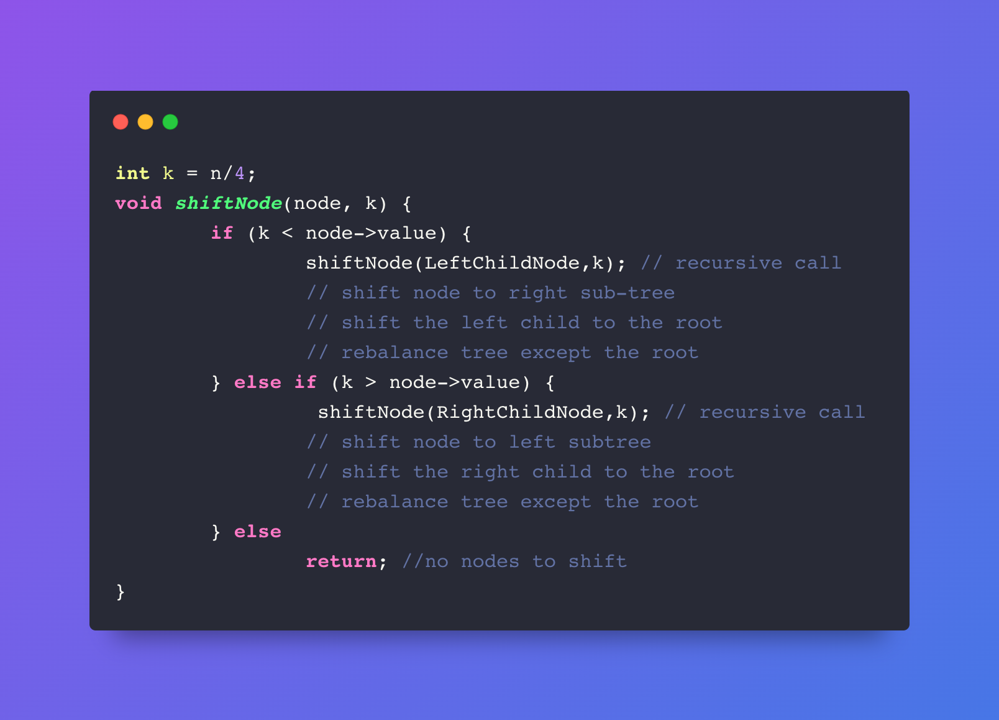 int k = n/4;
void shiftNode(node, k) {
        if (k < node->value) {
                shiftNode(LeftChildNode,k); // recursive call
                // shift node to right sub-tree
                // shift the left child to the root
                // rebalance tree except the root
        } else if (k > node->value) {
                 shiftNode(RightChildNode,k); // recursive call
                // shift node to left subtree
                // shift the right child to the root
                // rebalance tree except the root
        } else
                return; //no nodes to shift
}